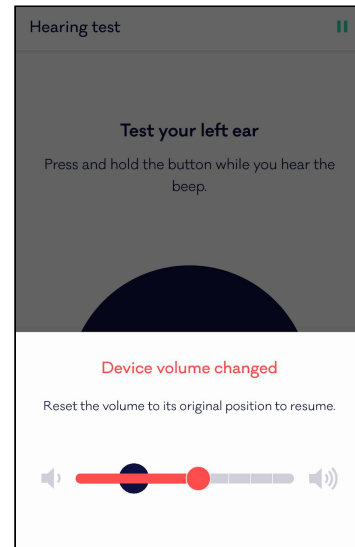 Hearing test
Test your left ear
Press and hold the button while you hear the
beep.
Device volume changed
Reset the volume to its original position to resume.